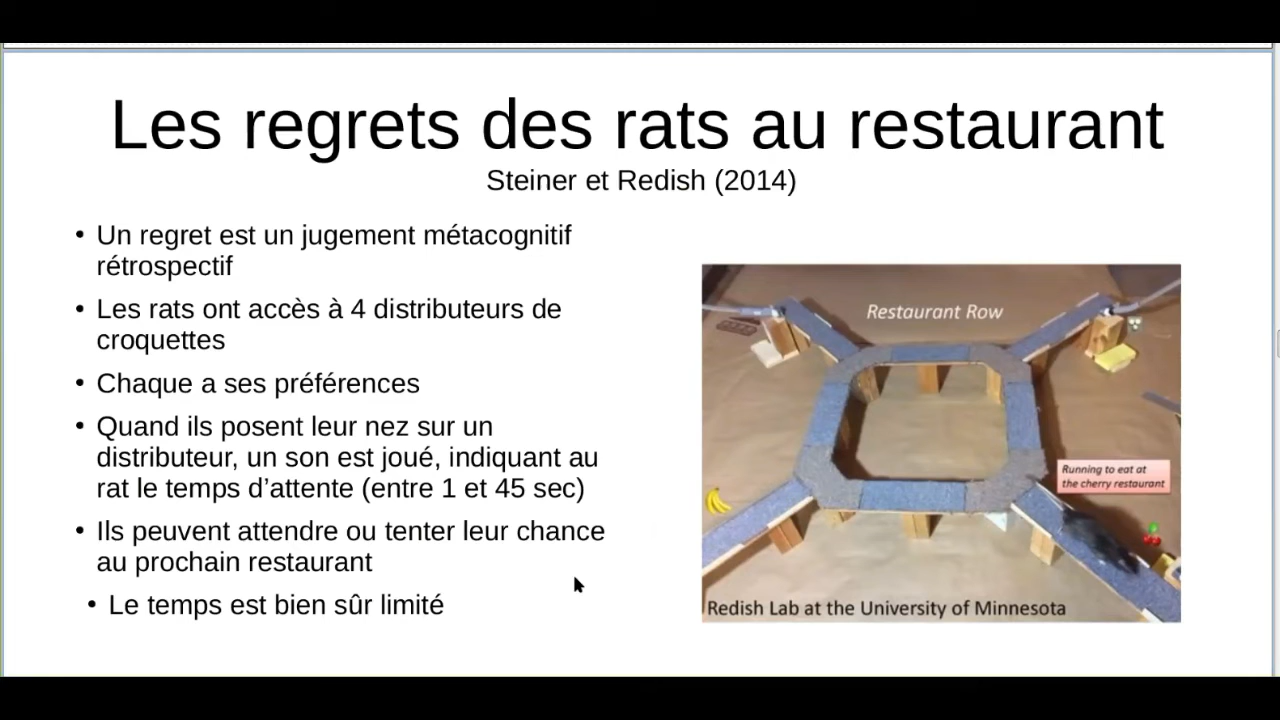 Les regrets des rats au restaurant
Steiner et Redish (2014)
• Un regret est un jugement métacognitif
rétrospectif
• Les rats ont accès à 4 distributeurs de
croquettes
• Chaque a ses préférences
• Quand ils posent leur nez sur un
distributeur, un son est joué, indiquant au
rat le temps d’attente (entre 1 et 45 sec)
• Ils peuvent attendre ou tenter leur chance
au prochain restaurant
• Le temps est bien sûr limité
Restaurant Row
Running to eat at
the cherry restaurant
Redish Lab at the University of Minnesota